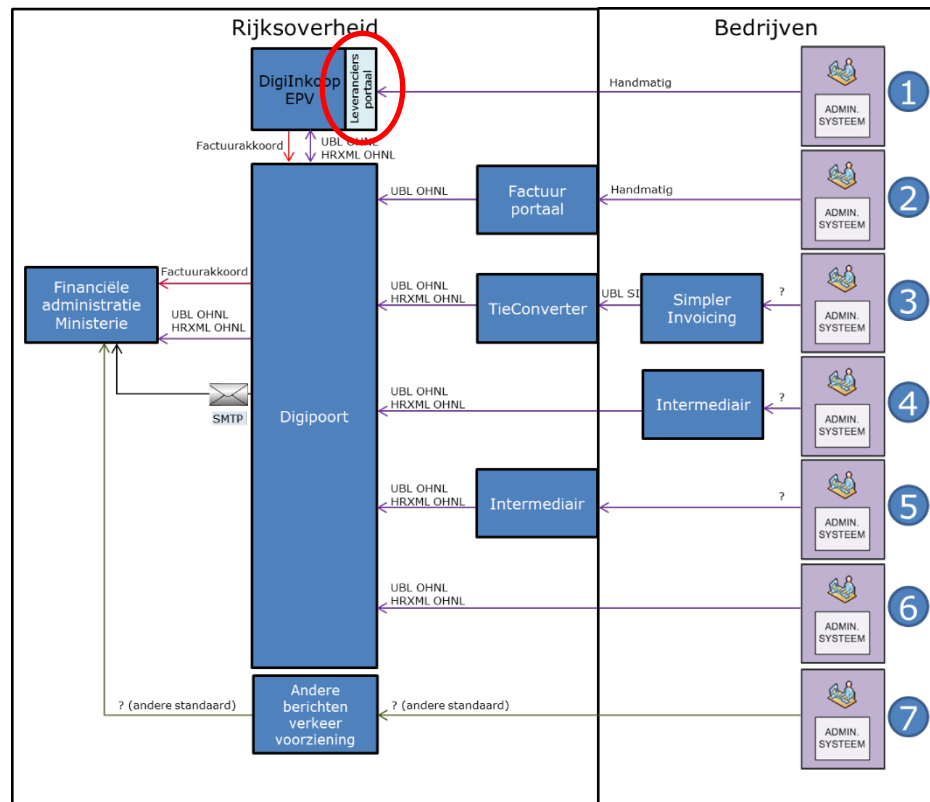 Rijksoverheid
Bedrijven
DigiInkoop
EPV
Leveranciers
portaal
Handmatig
ADMIN.
SYSTEEM
1
Factuurakkoord
UBL OHNL
HRXML OHNL
UBL OHNL
Factuur
portaal
Handmatig
ADMIN.
SYSTEEM
2
Financiële
administratie
Ministerie
Factuurakkoord
UBL OHNL
HRXML OHNL
UBL OHNL
HRXML OHNL
TieConverter
UBL SI
Simpler
Invoicing
?
ADMIN.
SYSTEEM
3
SMTP
Digipoort
UBL OHNL
HRXML OHNL
Intermediair
?
ADMIN.
SYSTEEM
4
UBL OHNL
HRXML OHNL
Intermediair
?
ADMIN.
SYSTEEM
5
UBL OHNL
HRXML OHNL
ADMIN.
SYSTEEM
6
? (andere standaard)
Andere
berichten
verkeer
voorziening
? (andere standaard)
ADMIN.
SYSTEEM
7